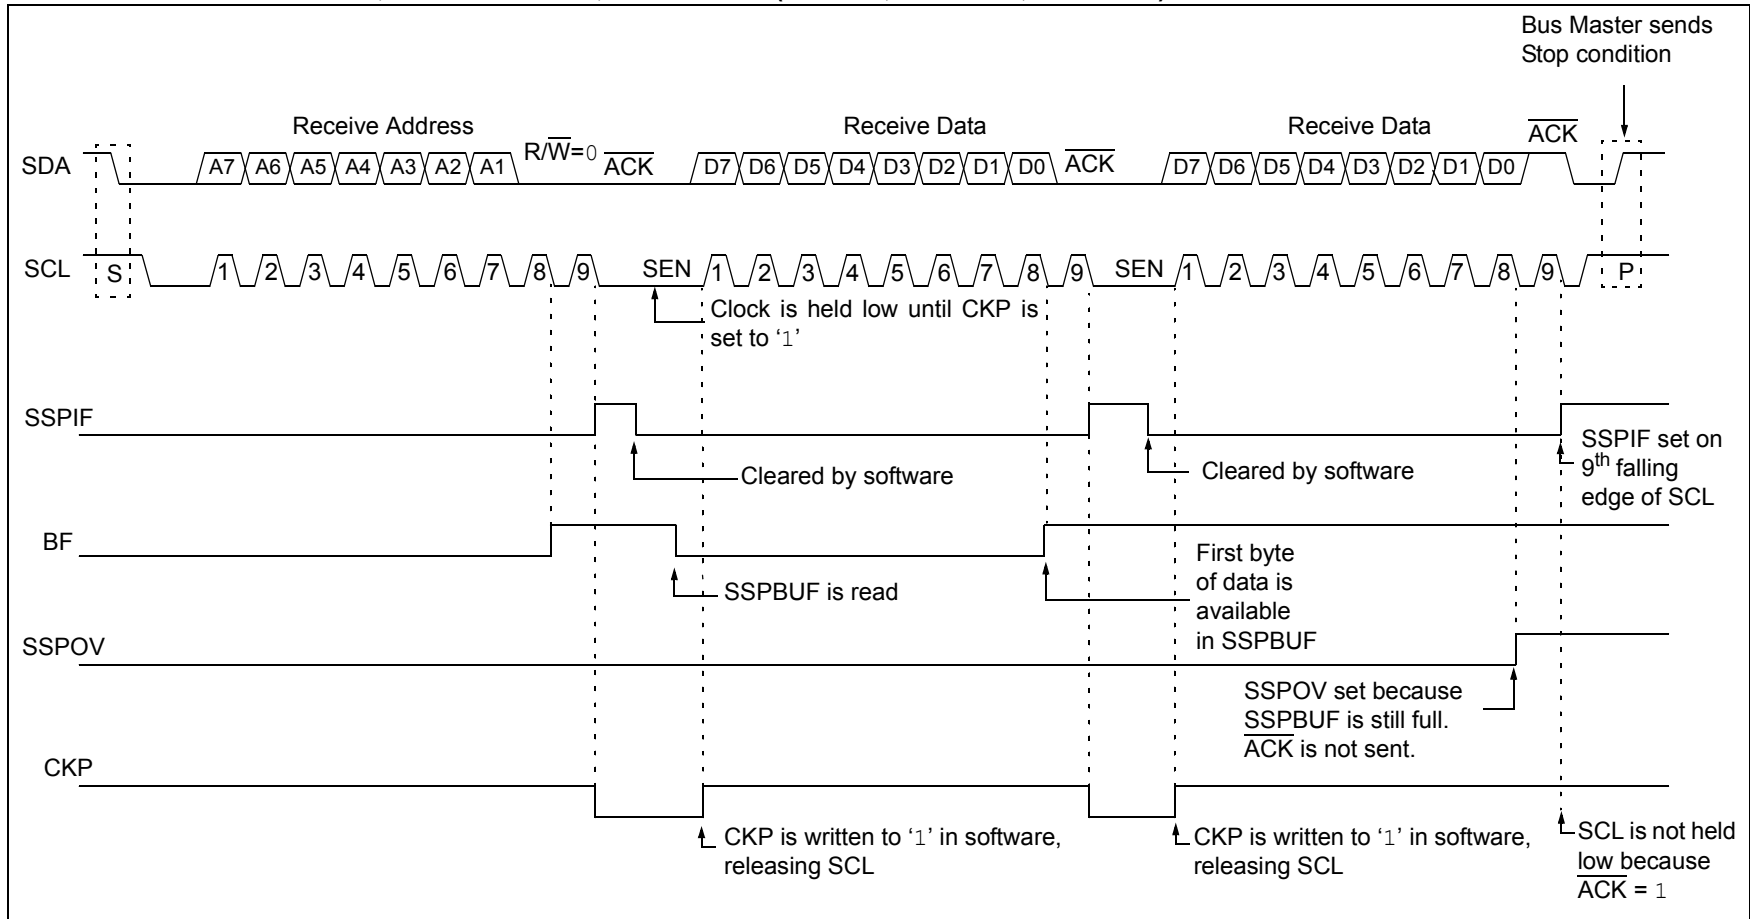 Bus Master sends
Stop condition
Receive Address
Receive Data
Receive Data
SDA
A7 A6 A5 A4 A3 A2 A1
R/W̅=0
A̅C̅K̅
D7 D6 D5 D4 D3 D2 D1 D0
A̅C̅K̅
D7 D6 D5 D4 D3 D2 D1 D0
A̅C̅K̅
SCL
S
1 2 3 4 5 6 7 8 9
SEN
1 2 3 4 5 6 7 8 9
SEN
1 2 3 4 5 6 7 8 9
P
Clock is held low until CKP is
set to ‘1’
SSPIF
Cleared by software
Cleared by software
SSPIF set on
9th falling
edge of SCL
BF
SSPBUF is read
First byte
of data is
available
in SSPBUF
SSPOV
SSPOV set because
SSPBUF is still full.
A̅C̅K̅ is not sent.
CKP
CKP is written to ‘1’ in software,
releasing SCL
CKP is written to ‘1’ in software,
releasing SCL
SCL is not held
low because
A̅C̅K̅ = 1